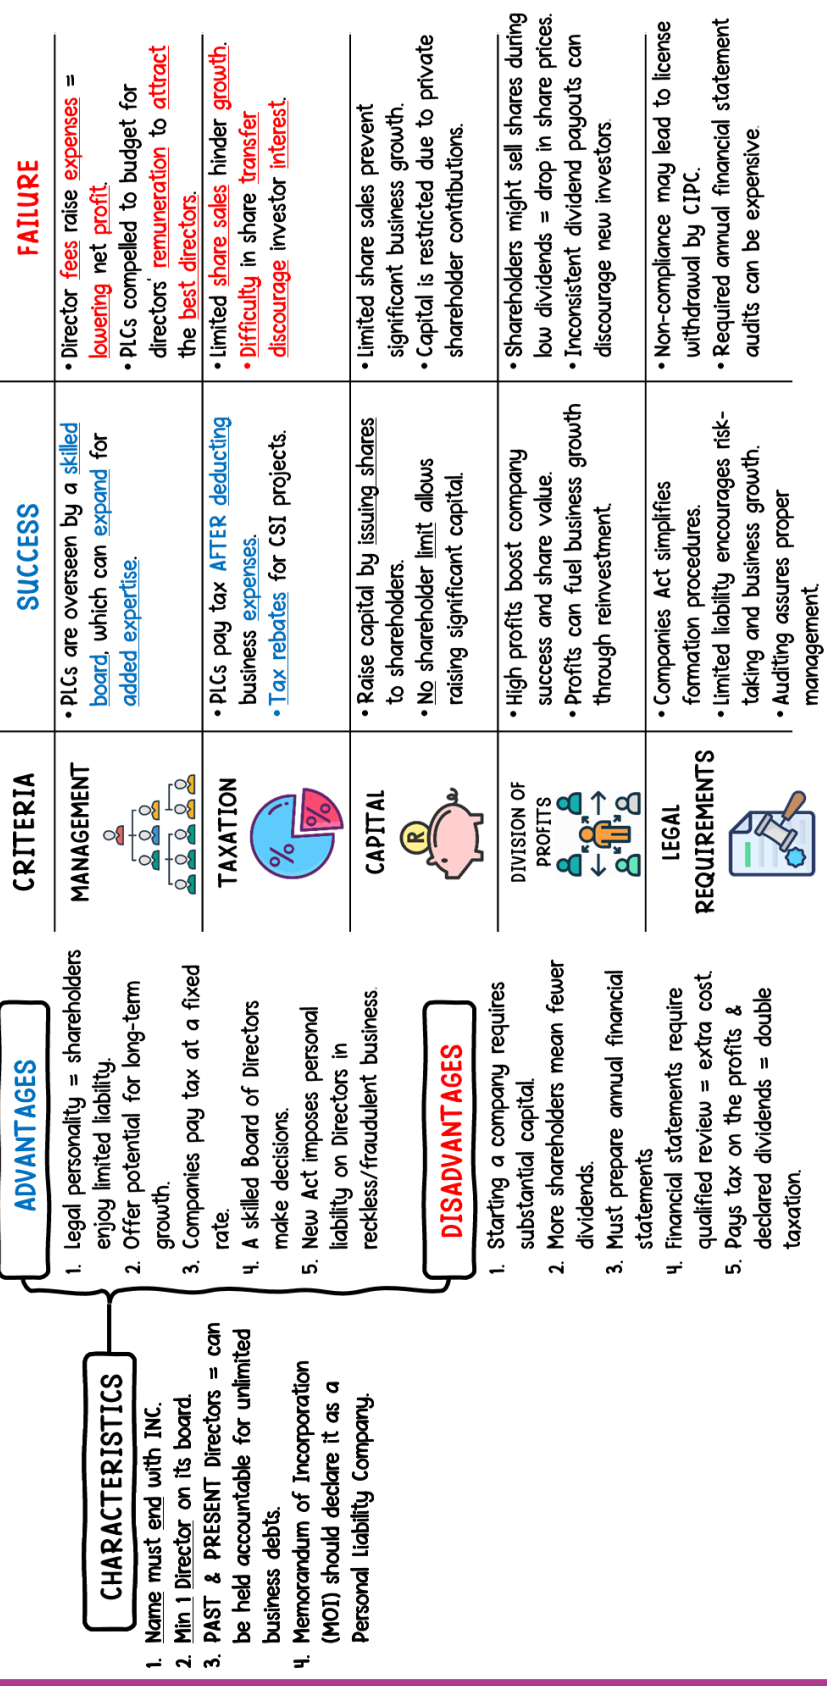 CHARACTERISTICS
1. Name must end with INC.
2. Min 1 Director on its board.
3. PAST & PRESENT Directors = can
be held accountable for unlimited
business debts.
4. Memorandum of Incorporation
(MOI) should declare it as a
Personal Liability Company.
ADVANTAGES
1. Legal personality = shareholders
enjoy limited liability.
2. Offer potential for long-term
growth.
3. Companies pay tax at a fixed
rate.
4. A skilled Board of Directors
make decisions.
5. New Act imposes personal
liability on Directors in
reckless/fraudulent business.
DISADVANTAGES
1. Starting a company requires
substantial capital.
2. More shareholders mean fewer
dividends.
3. Must prepare annual financial
statements
4. Financial statements require
qualified review = extra cost.
5. Pays tax on the profits &
declared dividends = double
taxation.
CRITERIA
SUCCESS
FAILURE
MANAGEMENT
• PLCs are overseen by a skilled
board, which can expand for
added expertise.
• Director fees raise expenses =
lowering net profit.
• PLCs compelled to budget for
directors' remuneration to attract
the best directors.
TAXATION
%
%
• PLCs pay tax AFTER deducting
business expenses.
• Tax rebates for CSI projects.
• Limited share sales hinder growth.
• Difficulty in share transfer
discourage investor interest.
CAPITAL
R
• Raise capital by issuing shares
to shareholders.
• No shareholder limit allows
raising significant capital.
• Limited share sales prevent
significant business growth.
• Capital is restricted due to private
shareholder contributions.
DIVISION OF
PROFITS
• High profits boost company
success and share value.
• Profits can fuel business growth
through reinvestment.
• Shareholders might sell shares during
low dividends = drop in share prices.
• Inconsistent dividend payouts can
discourage new investors.
LEGAL
REQUIREMENTS
• Companies Act simplifies
formation procedures.
• Limited liability encourages risk-
taking and business growth.
• Auditing assures proper
management.
• Non-compliance may lead to license
withdrawal by CIPC.
• Required annual financial statement
audits can be expensive.